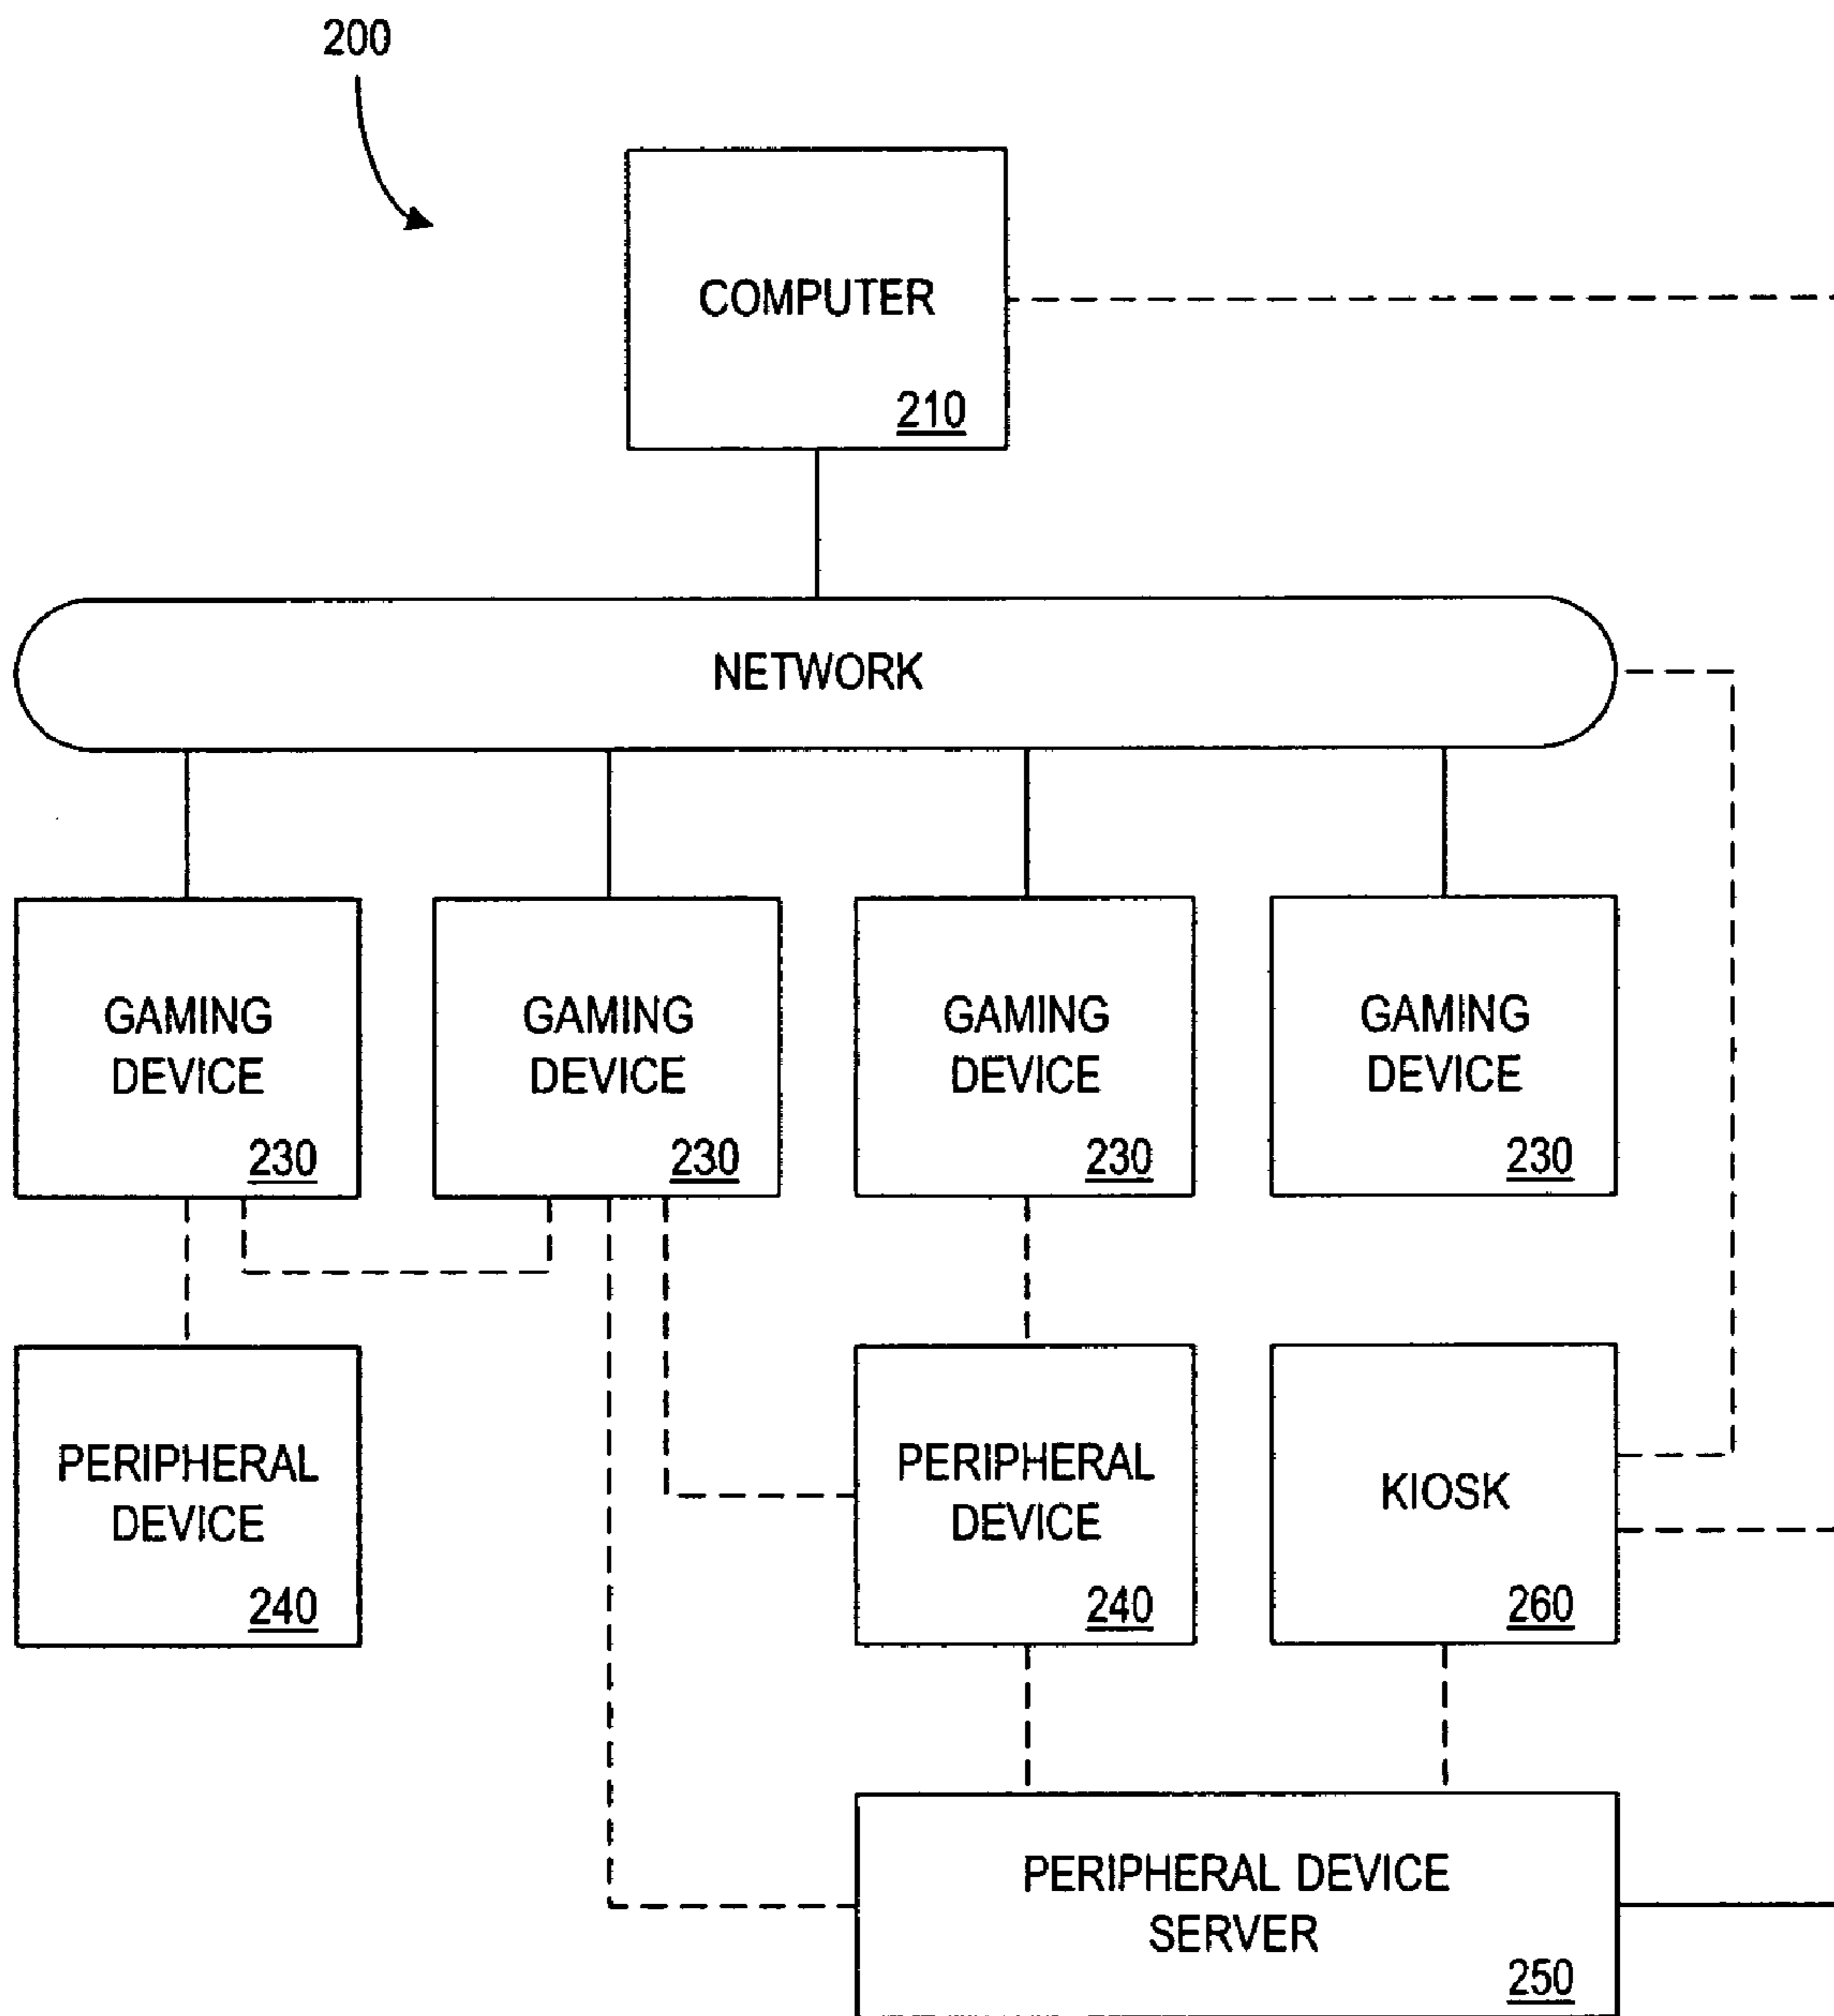 200
COMPUTER
210
NETWORK
GAMING
DEVICE
230
GAMING
DEVICE
230
GAMING
DEVICE
230
GAMING
DEVICE
230
PERIPHERAL
DEVICE
240
PERIPHERAL
DEVICE
240
KIOSK
260
PERIPHERAL DEVICE
SERVER
250